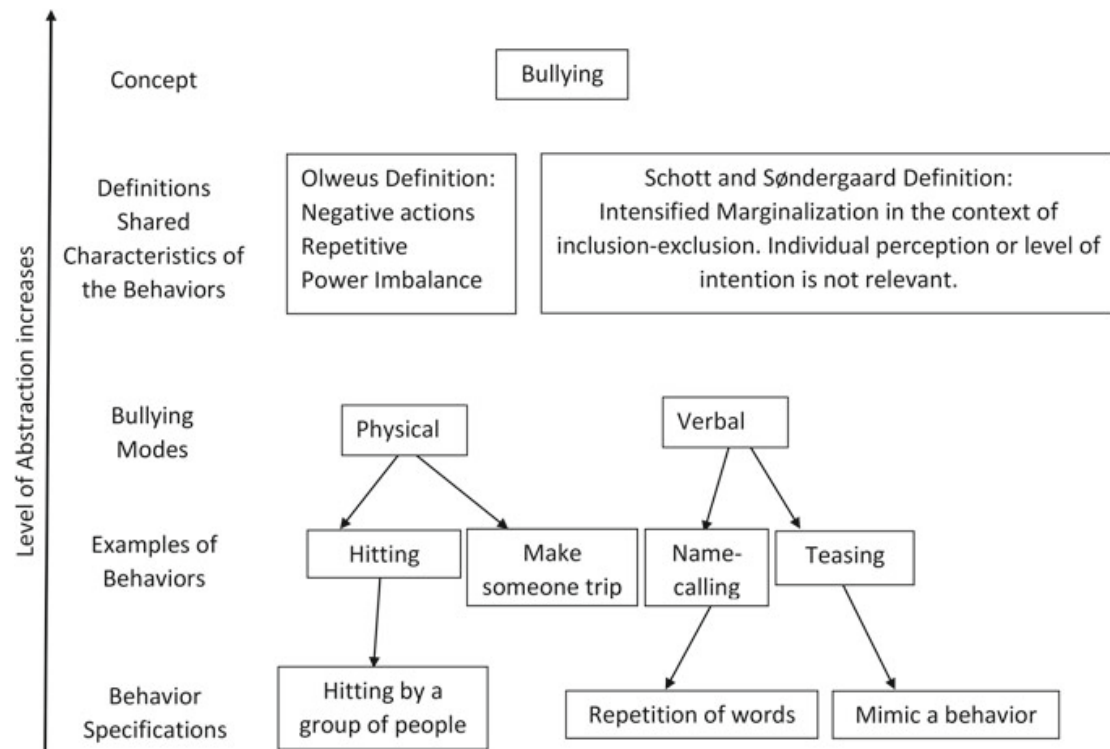 Level of Abstraction increases
Concept
Bullying
Definitions
Shared
Characteristics of
the Behaviors
Olweus Definition:
Negative actions
Repetitive
Power Imbalance
Schott and Søndergaard Definition:
Intensified Marginalization in the context of
inclusion-exclusion. Individual perception or level of
intention is not relevant.
Bullying
Modes
Physical
Verbal
Examples of
Behaviors
Hitting
Make
someone trip
Name-
calling
Teasing
Behavior
Specifications
Hitting by a
group of people
Repetition of words
Mimic a behavior